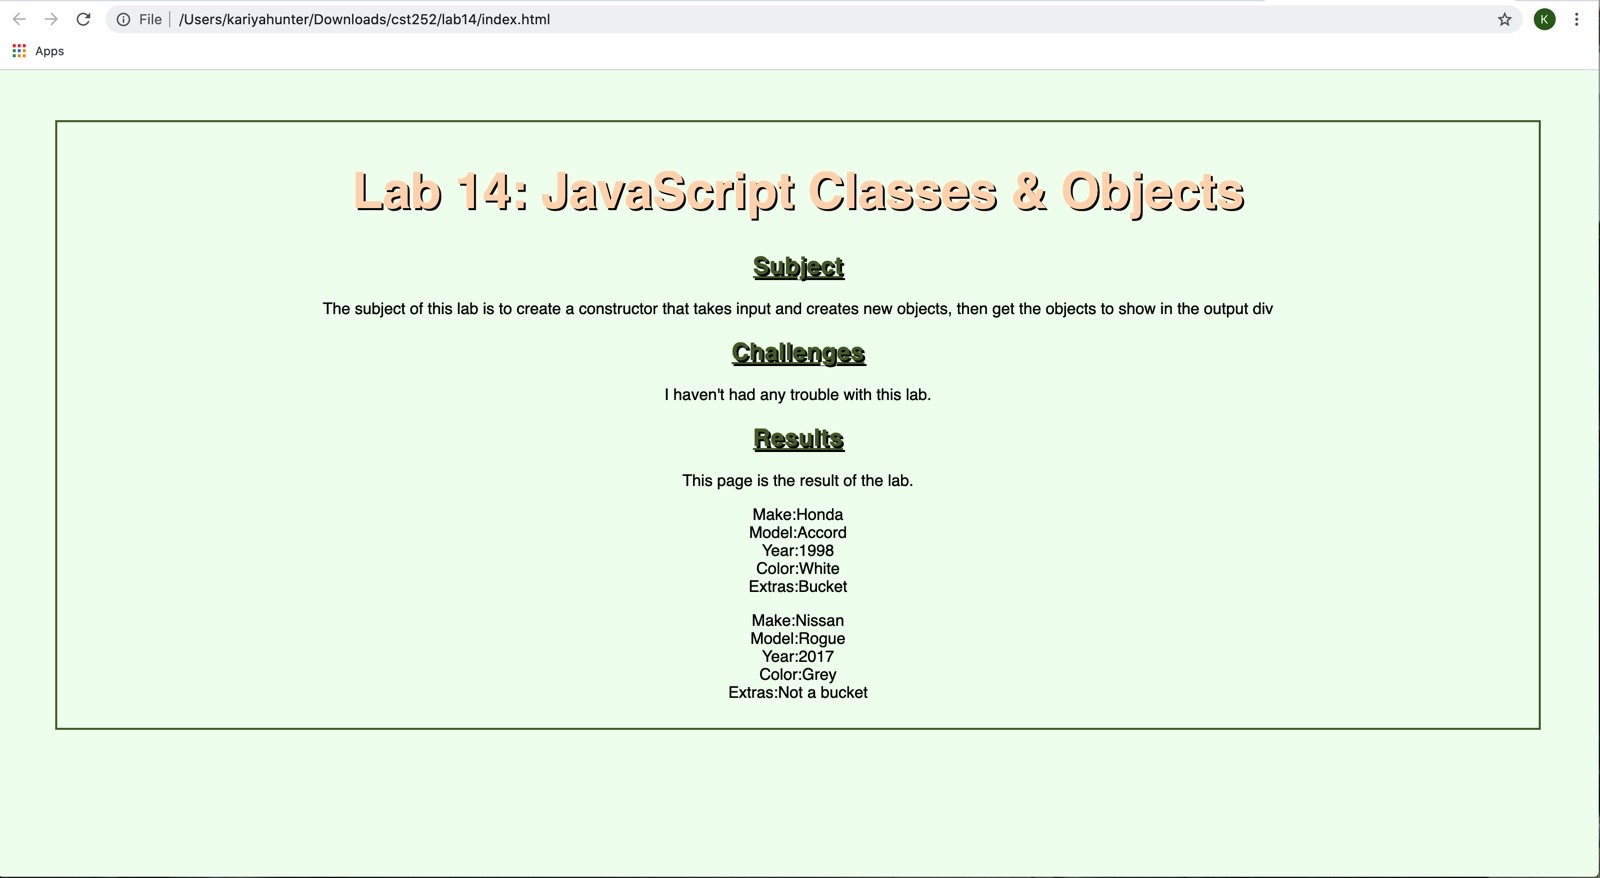 File | /Users/kariyahunter/Downloads/cst252/lab14/index.html
K
Apps
Lab 14: JavaScript Classes & Objects
Subject
The subject of this lab is to create a constructor that takes input and creates new objects, then get the objects to show in the output div
Challenges
I haven't had any trouble with this lab.
Results
This page is the result of the lab.
Make:Honda
Model:Accord
Year:1998
Color:White
Extras:Bucket
Make:Nissan
Model:Rogue
Year:2017
Color:Grey
Extras:Not a bucket